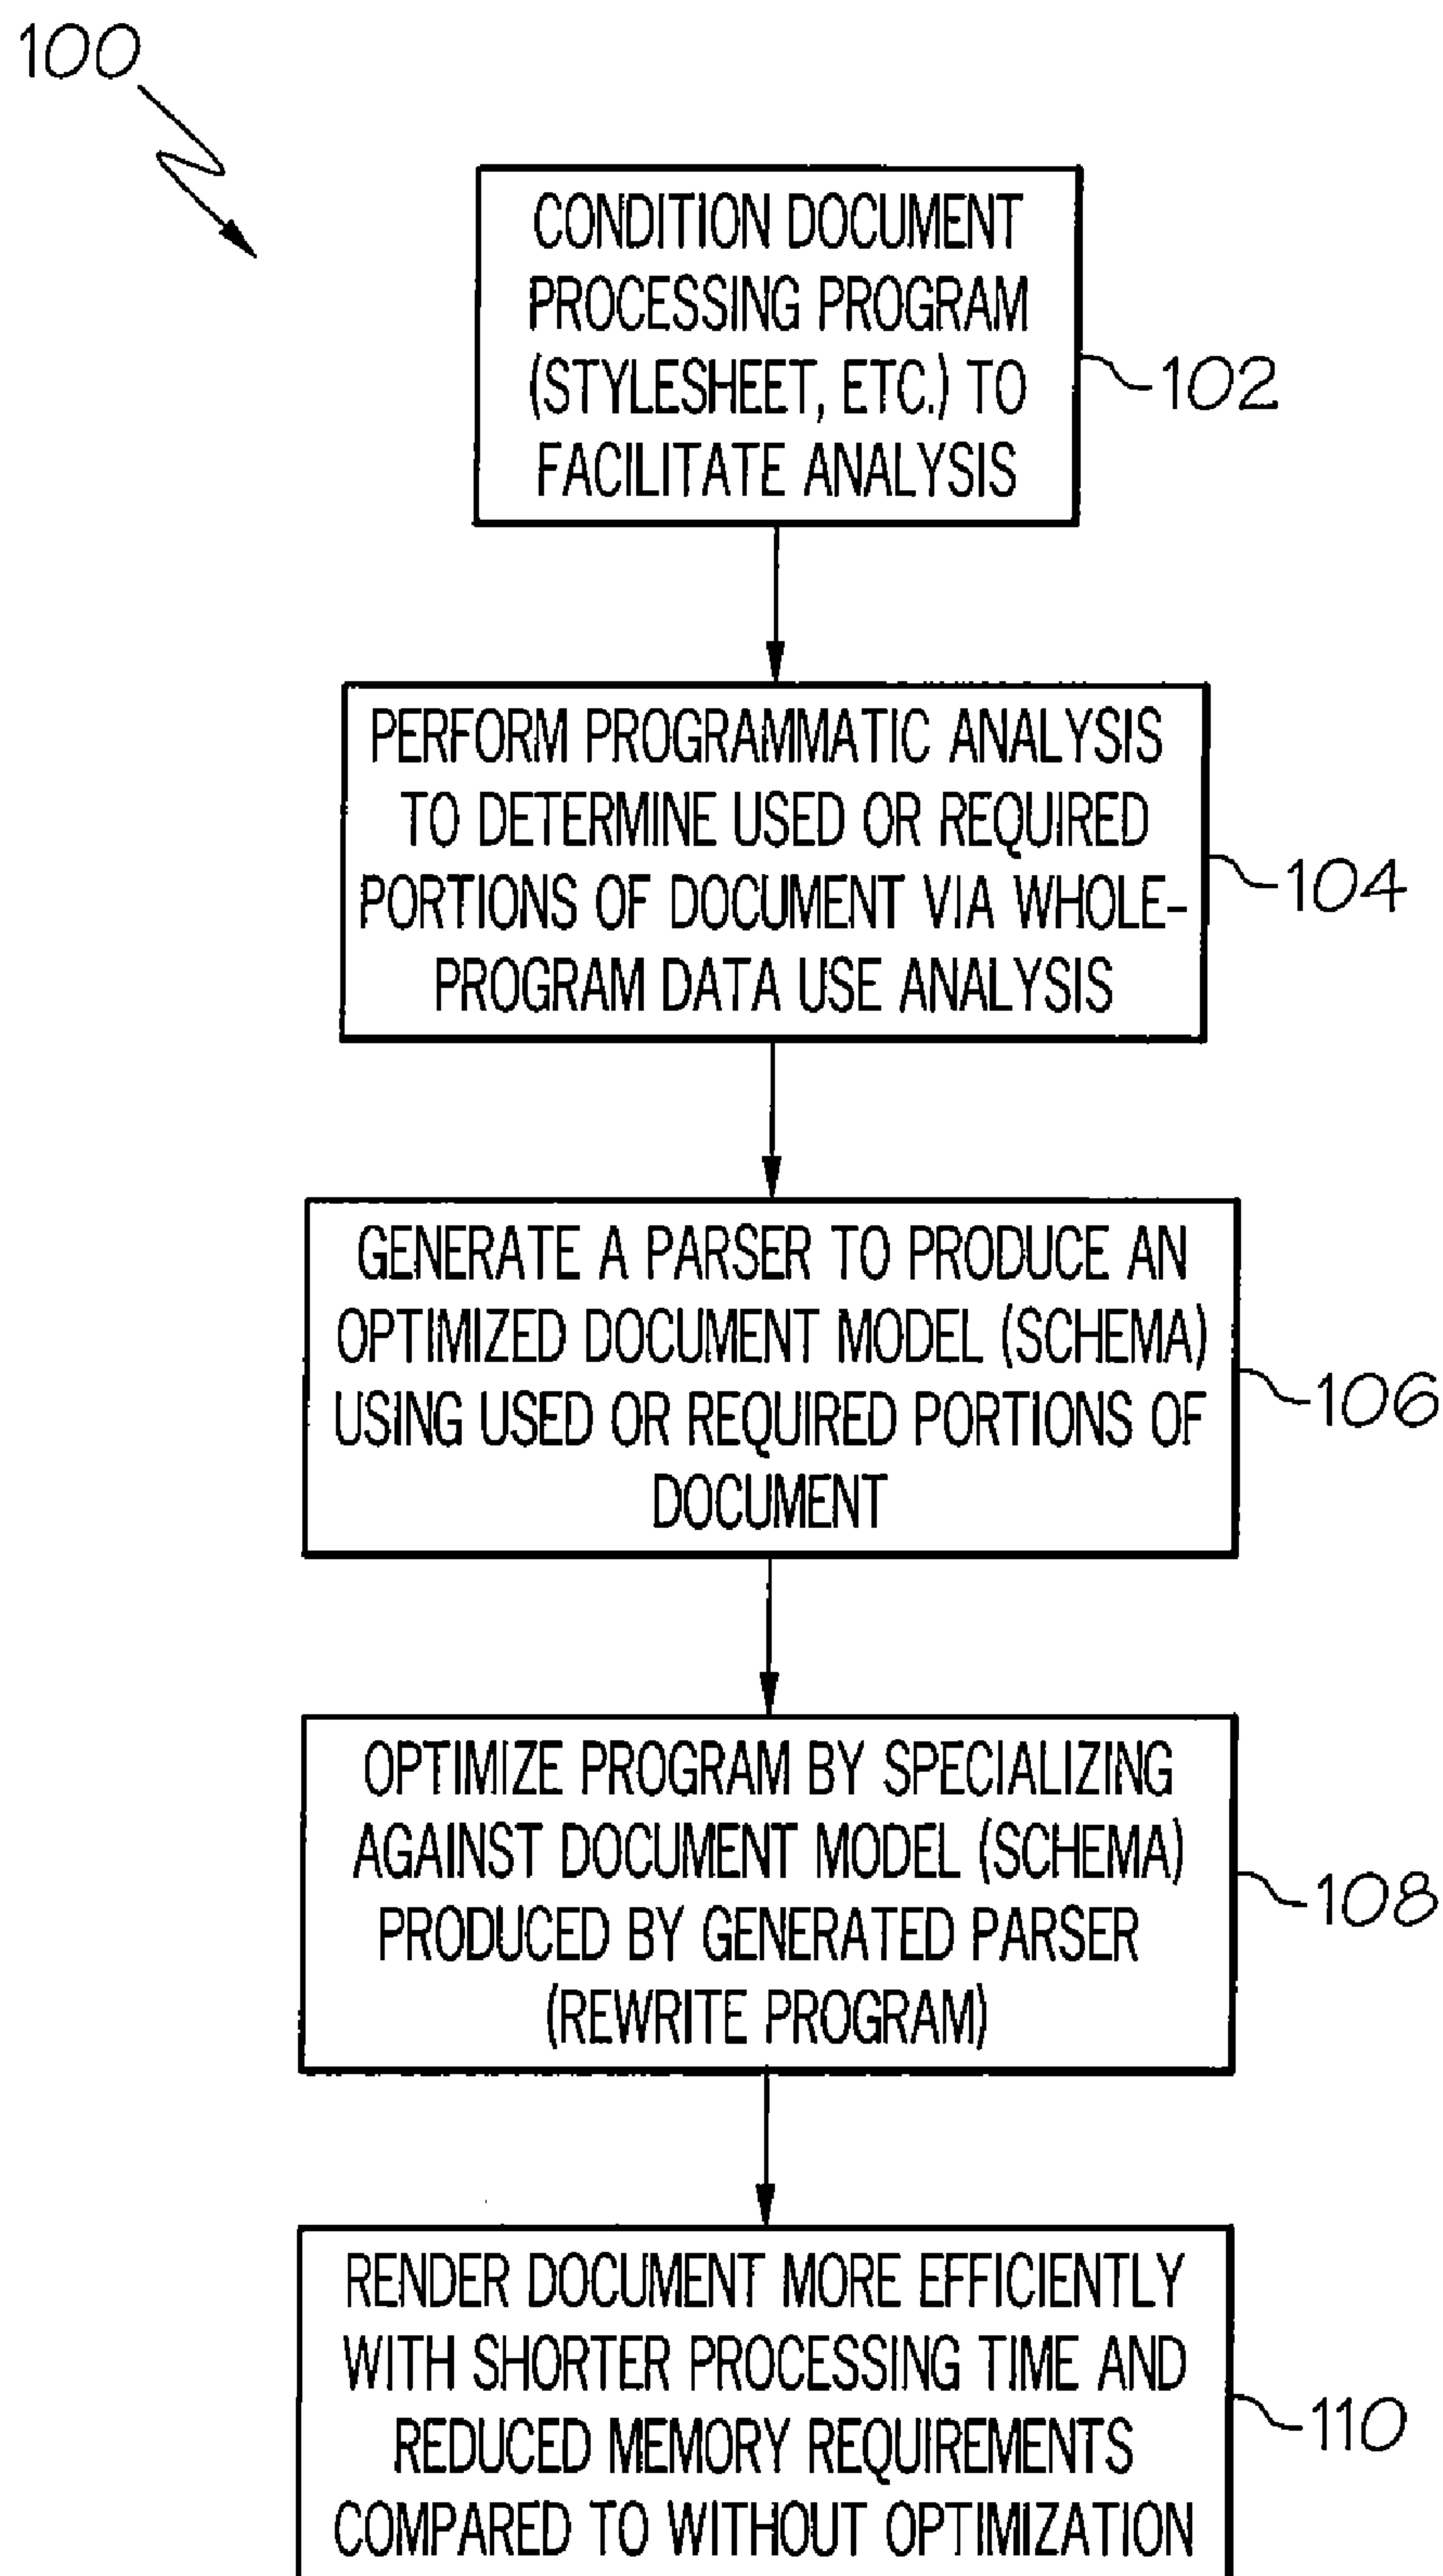 100
CONDITION DOCUMENT
PROCESSING PROGRAM
(STYLESHEET, ETC.) TO
FACILITATE ANALYSIS
102
PERFORM PROGRAMMATIC ANALYSIS
TO DETERMINE USED OR REQUIRED
PORTIONS OF DOCUMENT VIA WHOLE-
PROGRAM DATA USE ANALYSIS
104
GENERATE A PARSER TO PRODUCE AN
OPTIMIZED DOCUMENT MODEL (SCHEMA)
USING USED OR REQUIRED PORTIONS OF
DOCUMENT
106
OPTIMIZE PROGRAM BY SPECIALIZING
AGAINST DOCUMENT MODEL (SCHEMA)
PRODUCED BY GENERATED PARSER
(REWRITE PROGRAM)
108
RENDER DOCUMENT MORE EFFICIENTLY
WITH SHORTER PROCESSING TIME AND
REDUCED MEMORY REQUIREMENTS
COMPARED TO WITHOUT OPTIMIZATION
110